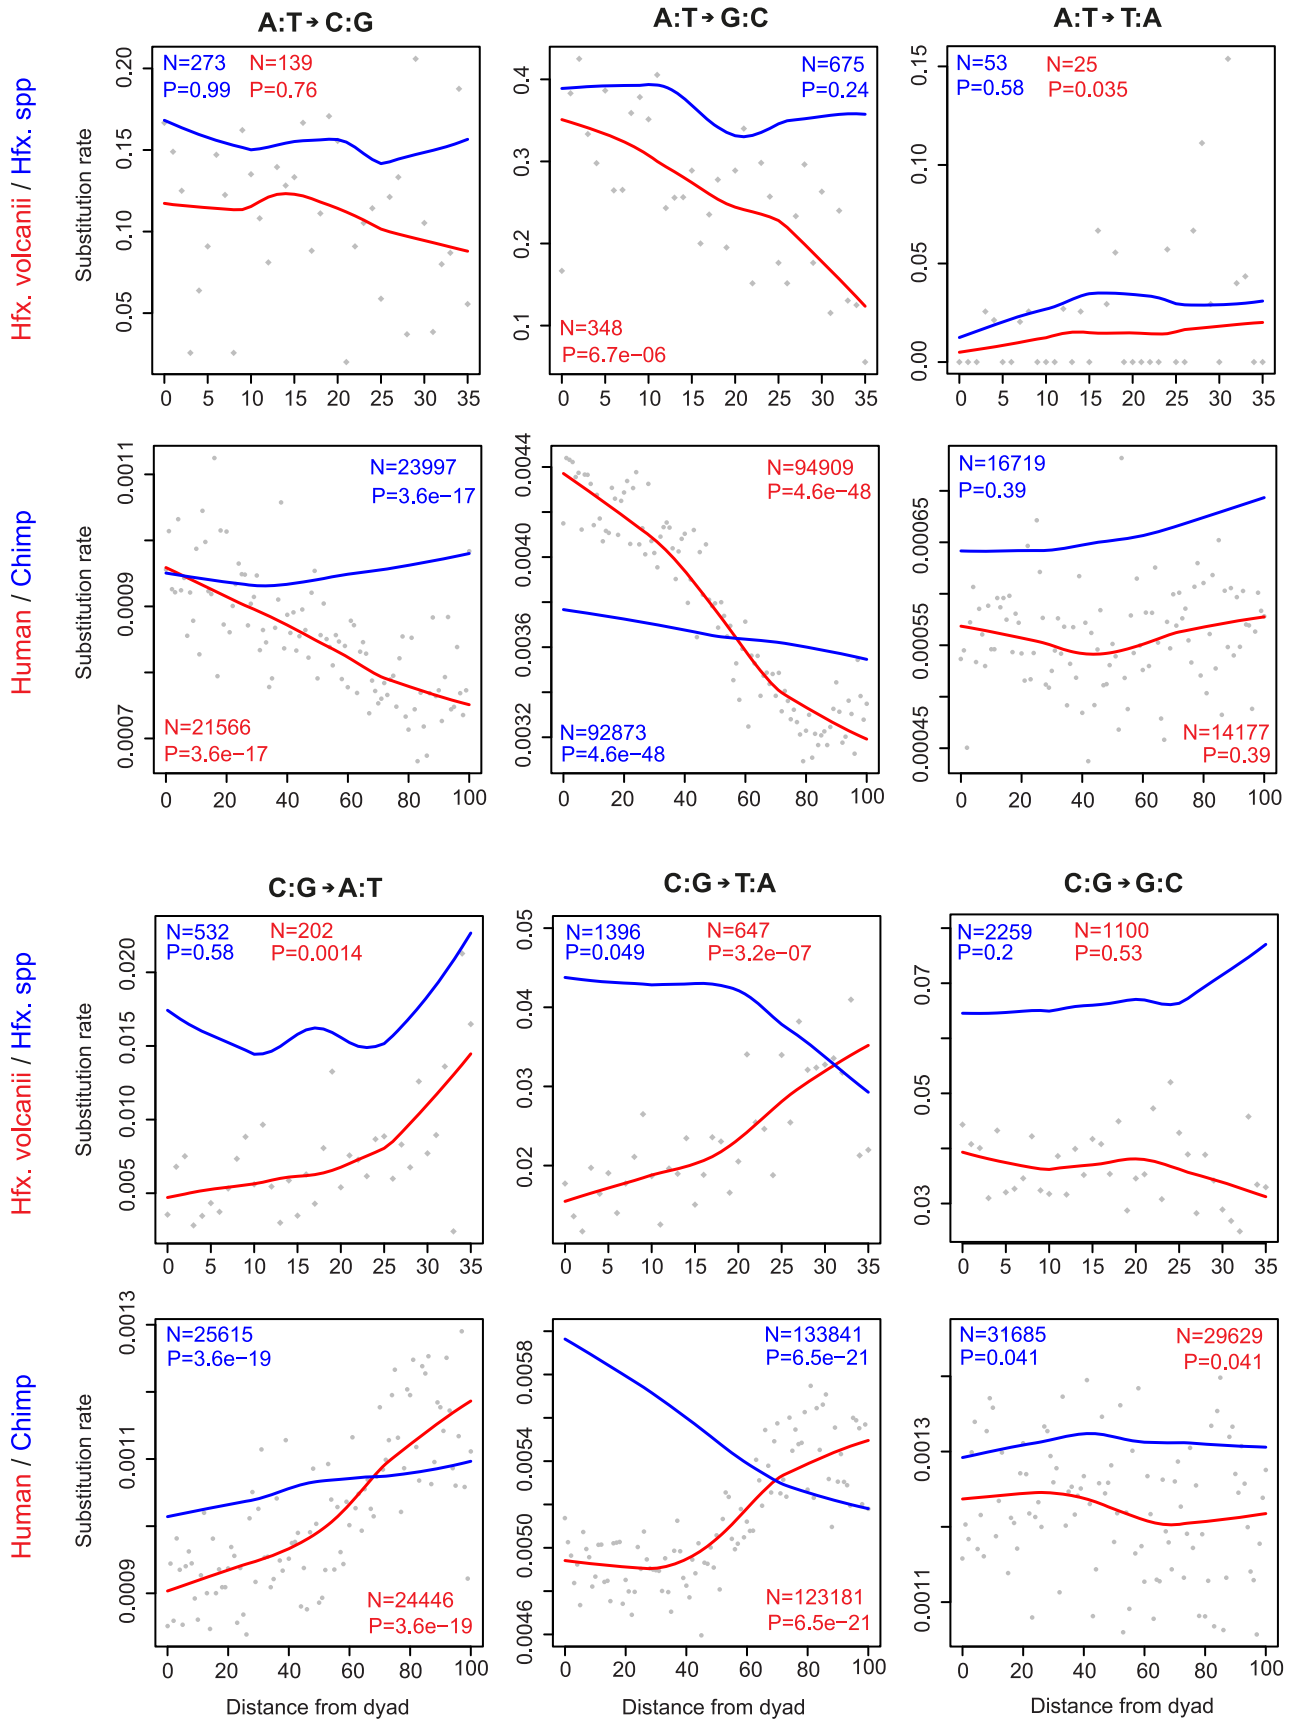 A:T→C:G
A:T→G:C
A:T→T:A
Hfx. volcanii / Hfx. spp
Substitution rate
0.05 0.10 0.15 0.20
N=273 N=139
P=0.99 P=0.76
0 5 10 15 20 25 30 35
0.1 0.2 0.3 0.4
N=675
P=0.24
N=348
P=6.7e−06
0 5 10 15 20 25 30 35
0.00 0.05 0.10 0.15
N=53 N=25
P=0.58 P=0.035
0 5 10 15 20 25 30 35
Human / Chimp
Substitution rate
0.0007 0.0009 0.0011
N=23997
P=3.6e−17
N=21566
P=3.6e−17
0 20 40 60 80 100
0.0032 0.0036 0.0040 0.0044
N=94909
P=4.6e−48
N=92873
P=4.6e−48
0 20 40 60 80 100
0.00045 0.00055 0.00065
N=16719
P=0.39
N=14177
P=0.39
0 20 40 60 80 100
C:G→A:T
C:G→T:A
C:G→G:C
Hfx. volcanii / Hfx. spp
Substitution rate
0.005 0.010 0.015 0.020
N=532 N=202
P=0.58 P=0.0014
0 5 10 15 20 25 30 35
0.02 0.03 0.04 0.05
N=1396 N=647
P=0.049 P=3.2e−07
0 5 10 15 20 25 30 35
0.03 0.05 0.07
N=2259 N=1100
P=0.2 P=0.53
0 5 10 15 20 25 30 35
Human / Chimp
Substitution rate
0.0009 0.0011 0.0013
N=25615
P=3.6e−19
N=24446
P=3.6e−19
0 20 40 60 80 100
Distance from dyad
0.0046 0.0050 0.0054 0.0058
N=133841
P=6.5e−21
N=123181
P=6.5e−21
0 20 40 60 80 100
Distance from dyad
0.0011 0.0013
N=31685 N=29629
P=0.041 P=0.041
0 20 40 60 80 100
Distance from dyad